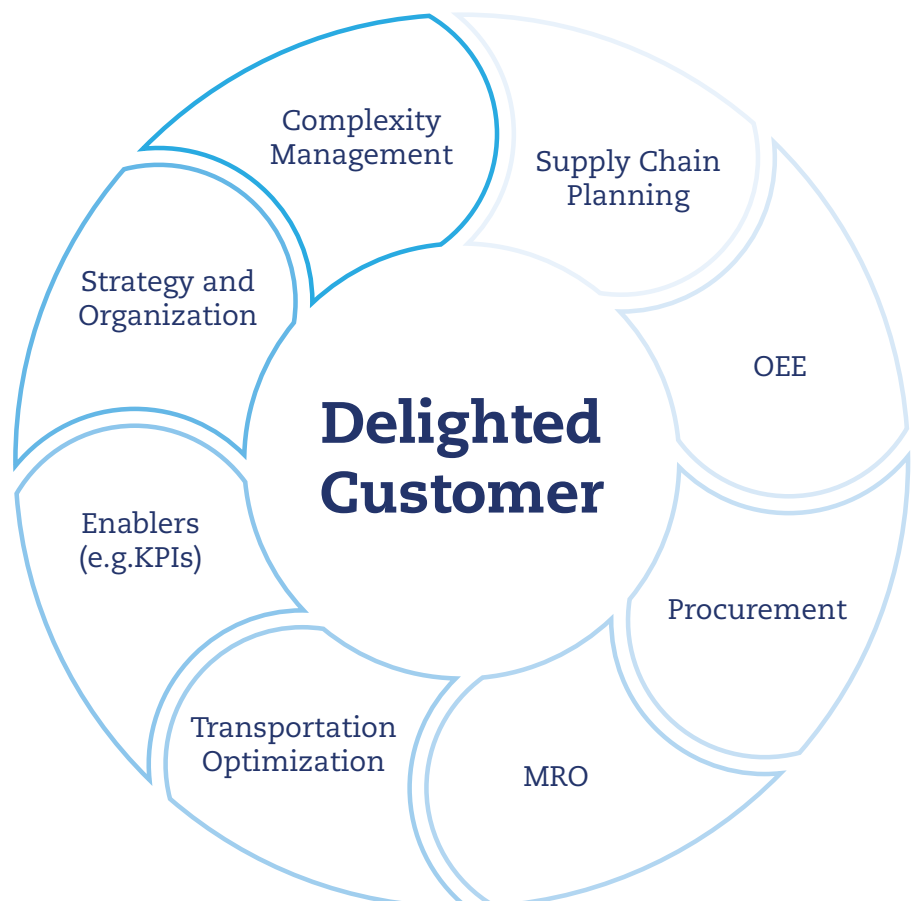 Complexity
Management
Supply Chain
Planning
Strategy and
Organization
OEE
Delighted
Customer
Enablers
(e.g.KPIs)
Procurement
Transportation
Optimization
MRO